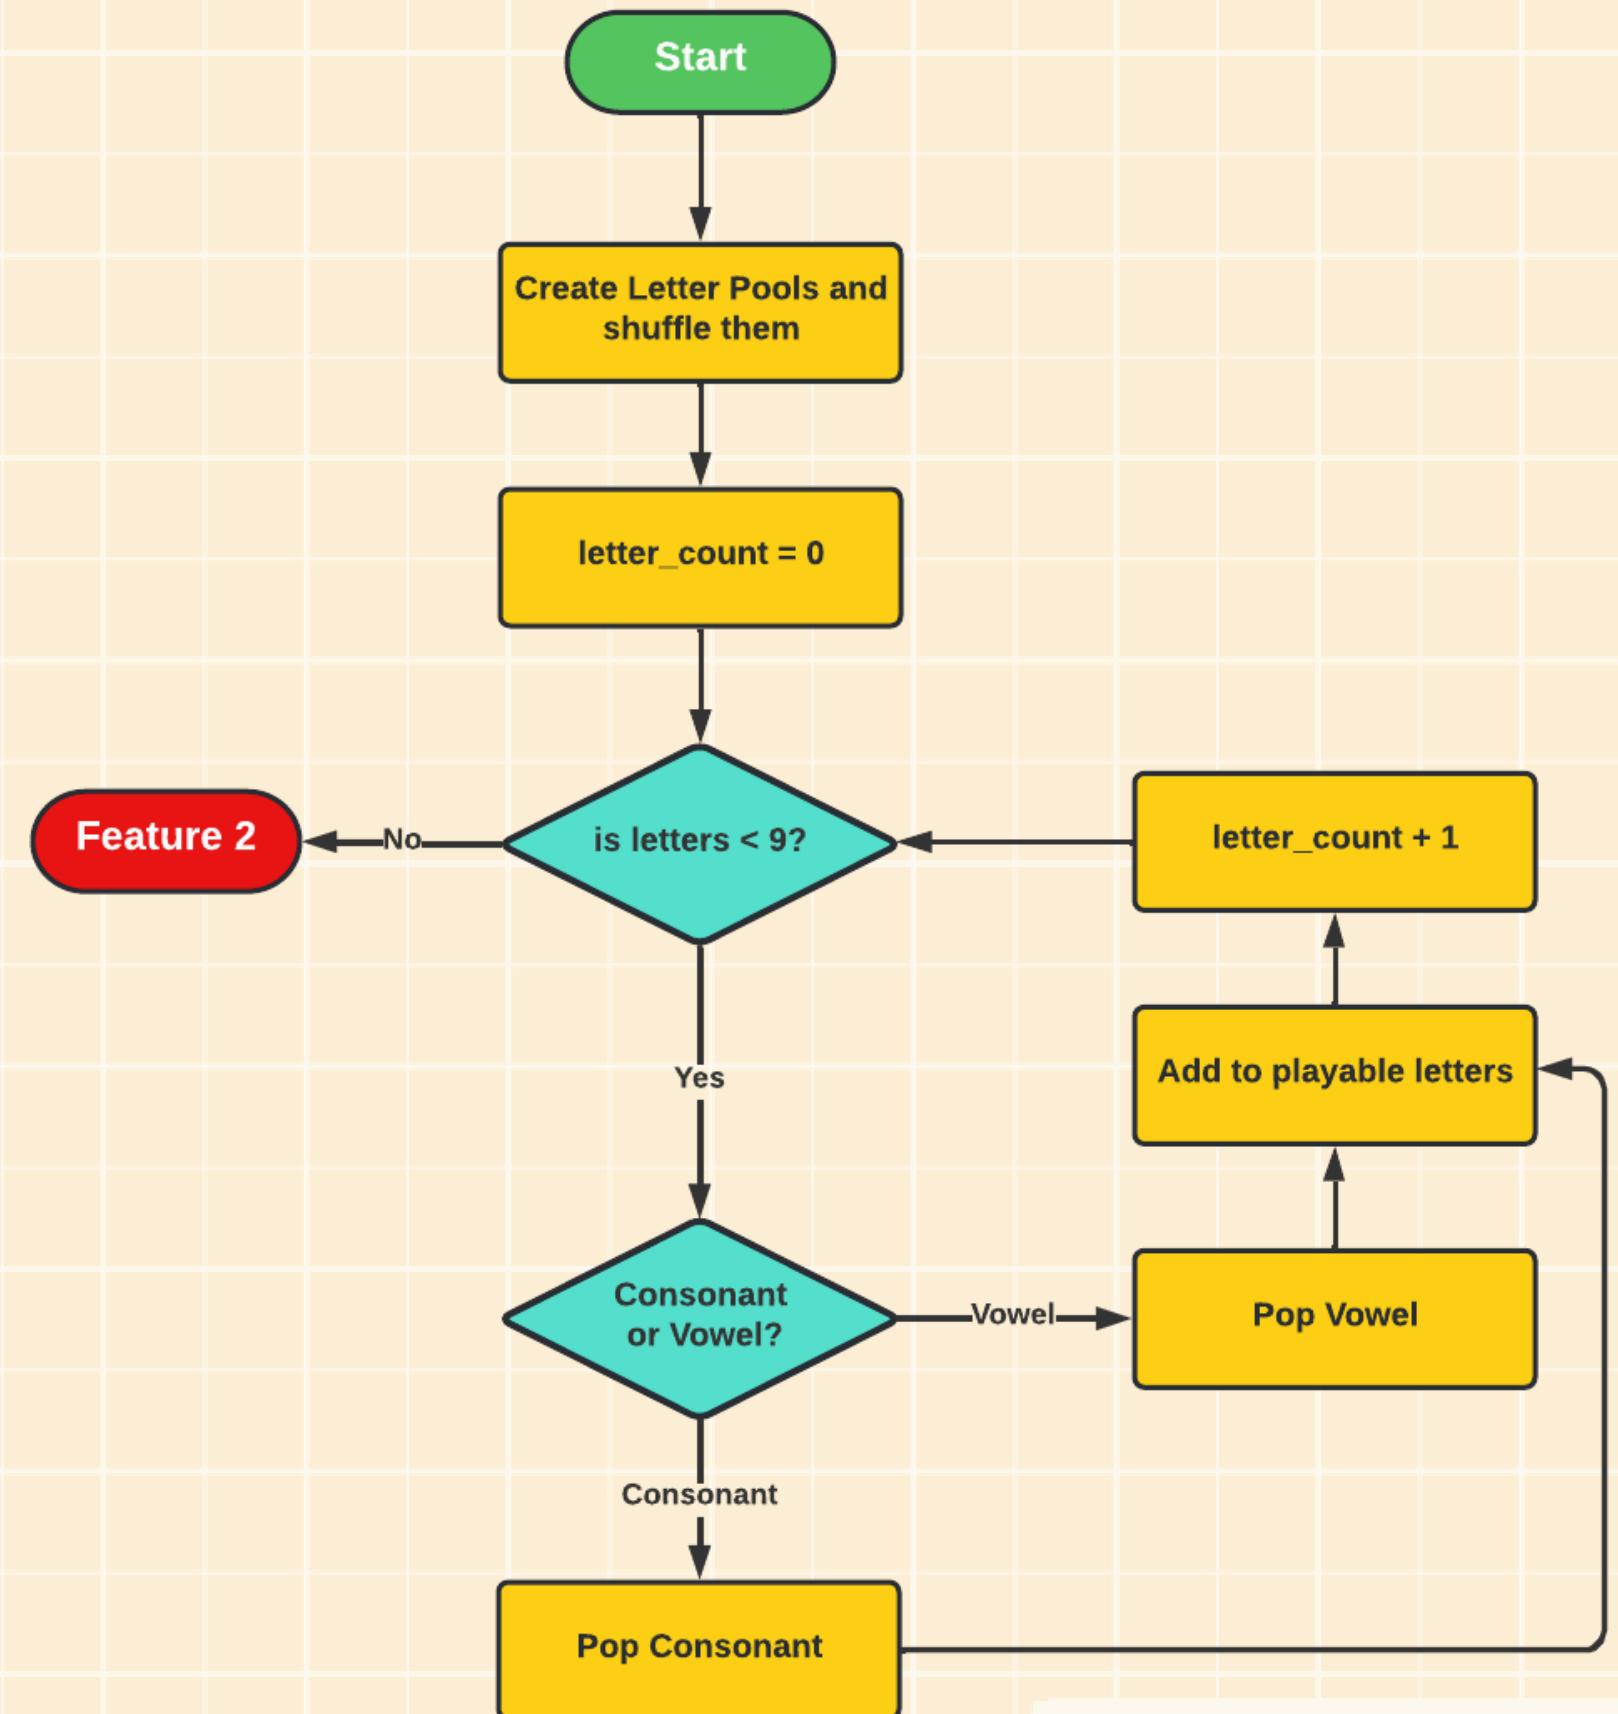 Start
Create Letter Pools and
shuffle them
letter_count = 0
is letters < 9?
No
Feature 2
letter_count + 1
Yes
Add to playable letters
Consonant
or Vowel?
Vowel
Pop Vowel
Consonant
Pop Consonant